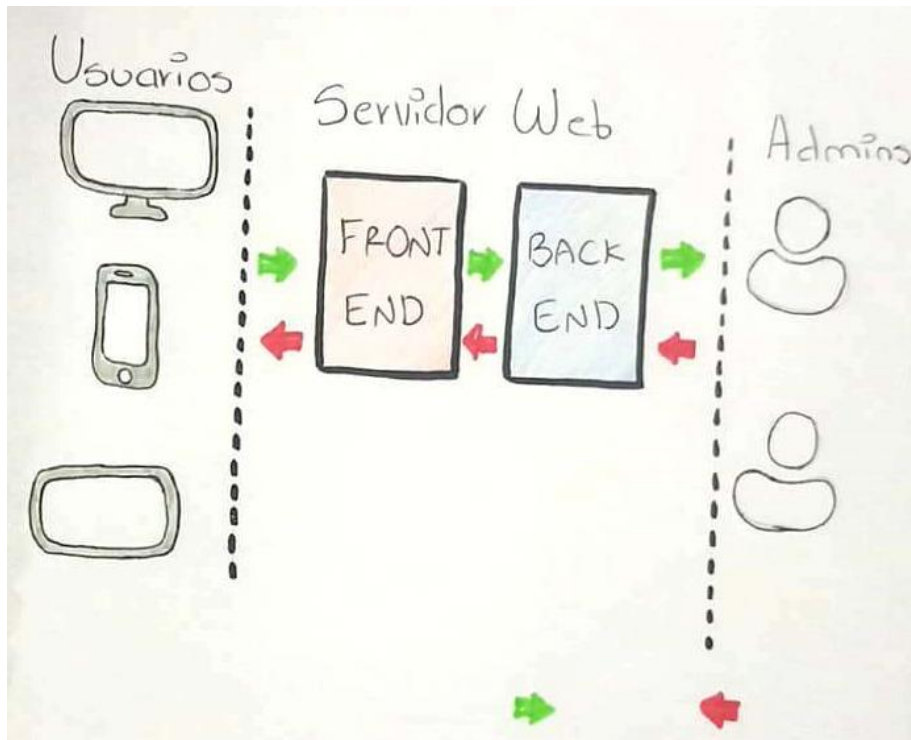 Usuarios
Servidor Web
Admins
FRONT
END
BACK
END